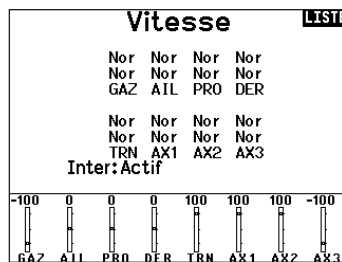 Vitesse
LISTE
Nor Nor Nor Nor
Nor Nor Nor Nor
GAZ AIL PRO DER
Nor Nor Nor Nor
Nor Nor Nor Nor
TRN AX1 AX2 AX3
Inter:Actif
-100 0 0 0 100 100 100 -100
GAZ AIL PRO DER TRN AX1 AX2 AX3